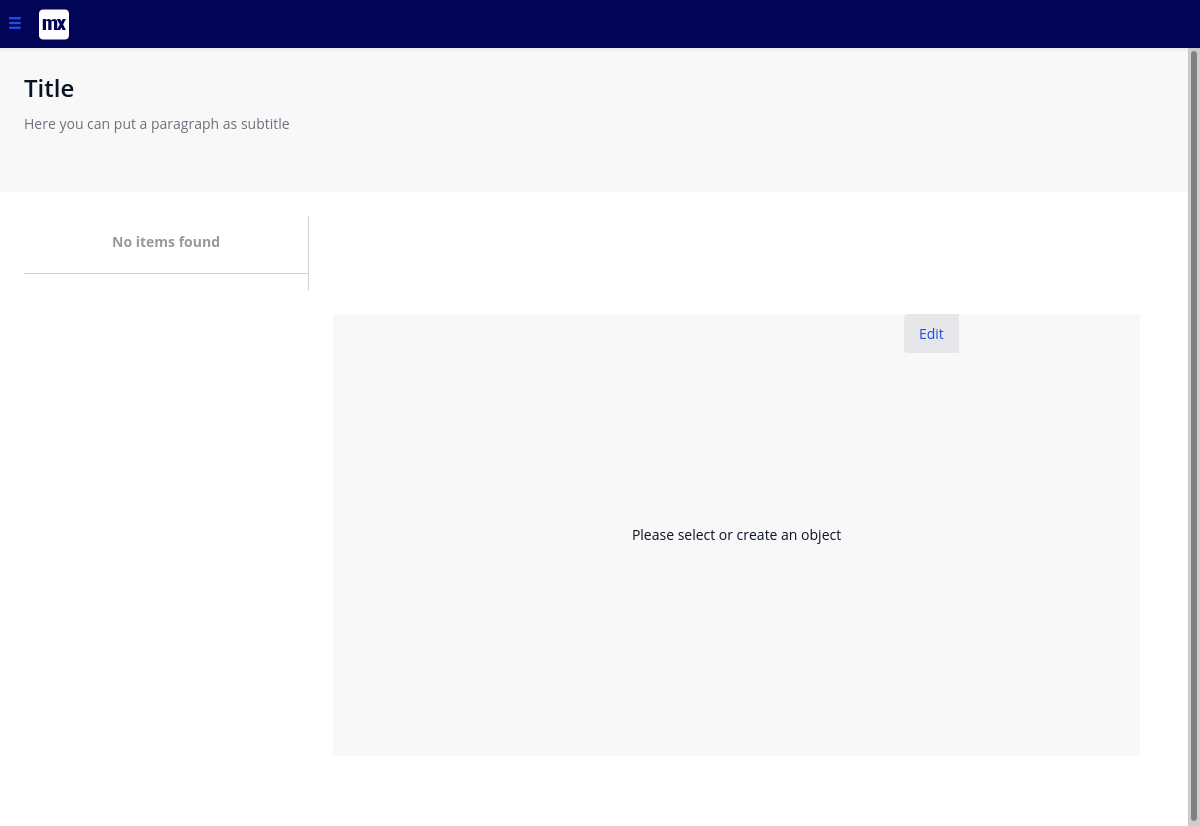 mx
Title
Here you can put a paragraph as subtitle
No items found
Edit
Please select or create an object